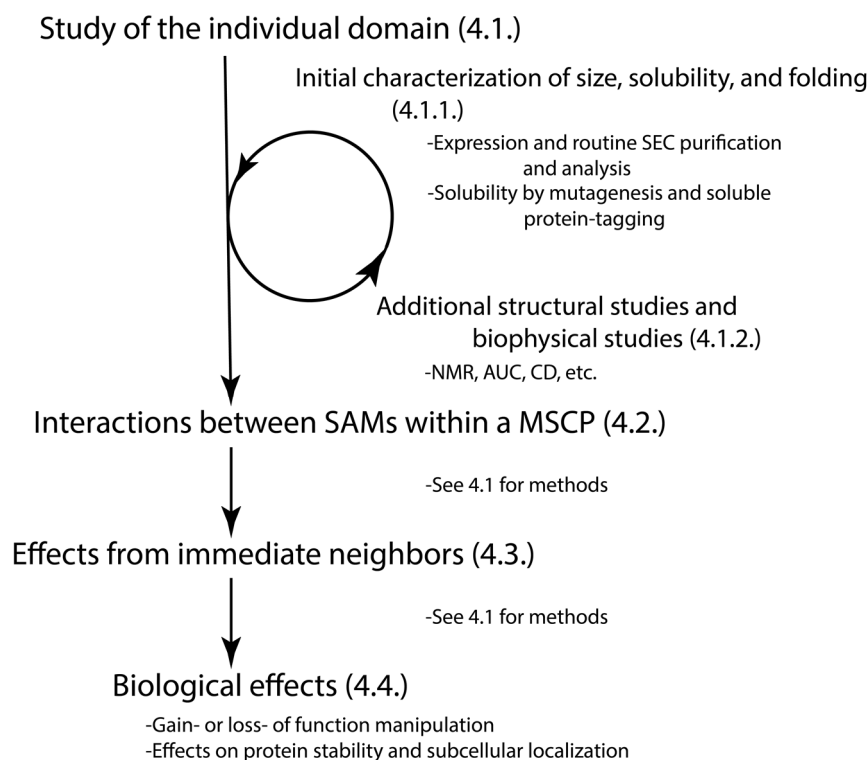 Study of the individual domain (4.1.)
Initial characterization of size, solubility, and folding
(4.1.1.)
-Expression and routine SEC purification
and analysis
-Solubility by mutagenesis and soluble
protein-tagging
Additional structural studies and
biophysical studies (4.1.2.)
-NMR, AUC, CD, etc.
Interactions between SAMs within a MSCP (4.2.)
-See 4.1 for methods
Effects from immediate neighbors (4.3.)
-See 4.1 for methods
Biological effects (4.4.)
-Gain- or loss- of function manipulation
-Effects on protein stability and subcellular localization